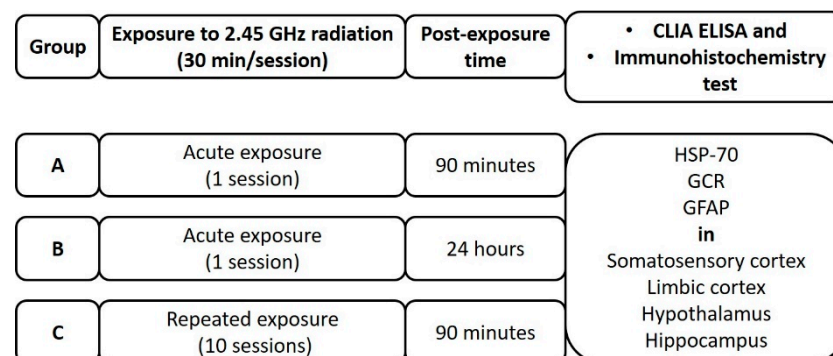 Group
Exposure to 2.45 GHz radiation
(30 min/session)
Post-exposure
time
• CLIA ELISA and
• Immunohistochemistry
test
A
Acute exposure
(1 session)
90 minutes
B
Acute exposure
(1 session)
24 hours
C
Repeated exposure
(10 sessions)
90 minutes
HSP-70
GCR
GFAP
in
Somatosensory cortex
Limbic cortex
Hypothalamus
Hippocampus